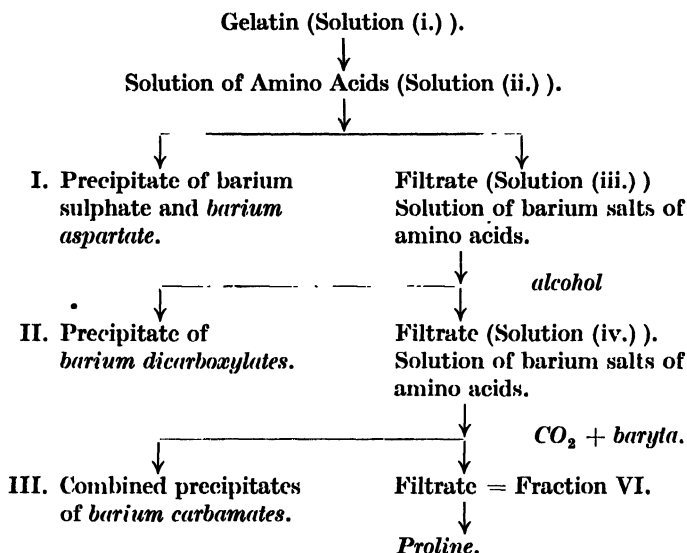 Gelatin (Solution (i.) ).
Solution of Amino Acids (Solution (ii.) ).
I. Precipitate of barium
sulphate and barium
aspartate.
Filtrate (Solution (iii.) )
Solution of barium salts of
amino acids.
alcohol
II. Precipitate of
barium dicarboxylates.
Filtrate (Solution (iv.) ).
Solution of barium salts of
amino acids.
CO₂ + baryta.
III. Combined precipitates
of barium carbamates.
Filtrate = Fraction VI.
Proline.